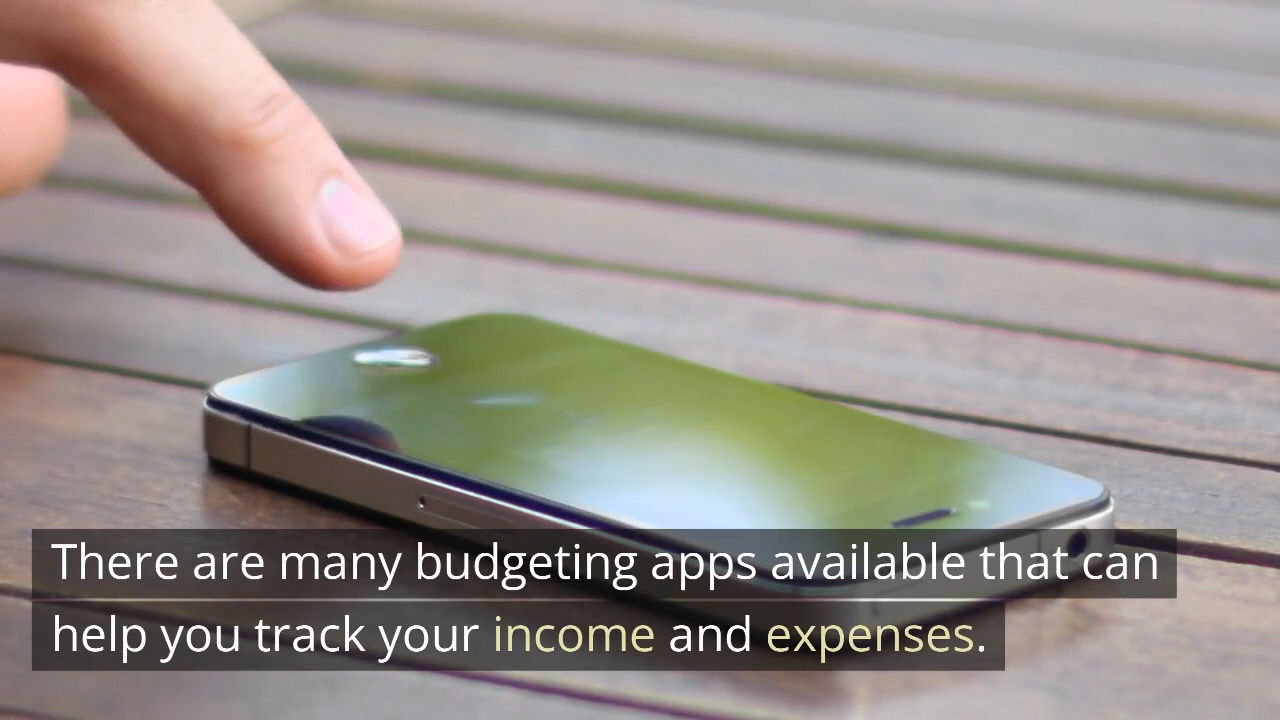 There are many budgeting apps available that can
help you track your income and expenses.